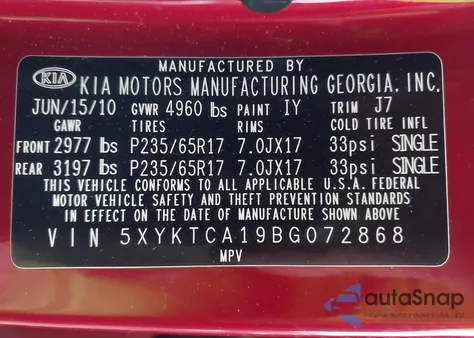 MANUFACTURED BY
KIA KIA MOTORS MANUFACTURING GEORGIA, INC.
JUN/15/10 GVWR 4960 lbs PAINT IY TRIM J7
GAWR TIRES RIMS COLD TIRE INFL
FRONT 2977 lbs P235/65R17 7.0JX17 33psi SINGLE
REAR 3197 lbs P235/65R17 7.0JX17 33psi SINGLE
THIS VEHICLE CONFORMS TO ALL APPLICABLE U.S.A. FEDERAL
MOTOR VEHICLE SAFETY AND THEFT PREVENTION STANDARDS
IN EFFECT ON THE DATE OF MANUFACTURE SHOWN ABOVE
VIN 5XYKTCA19BG072868
MPV
autoSnap